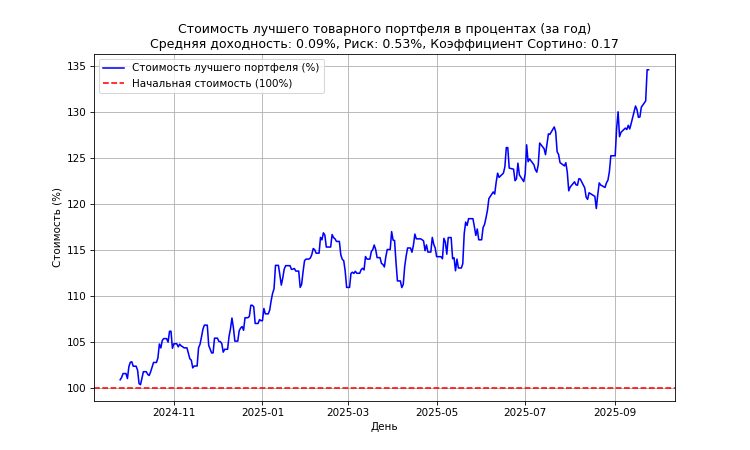 Стоимость лучшего товарного портфеля в процентах (за год)
Средняя доходность: 0.09%, Риск: 0.53%, Коэффициент Сортино: 0.17
Стоимость лучшего портфеля (%)
Начальная стоимость (100%)
Стоимость (%)
135
130
125
120
115
110
105
100
2024-11
2025-01
2025-03
2025-05
2025-07
2025-09
День